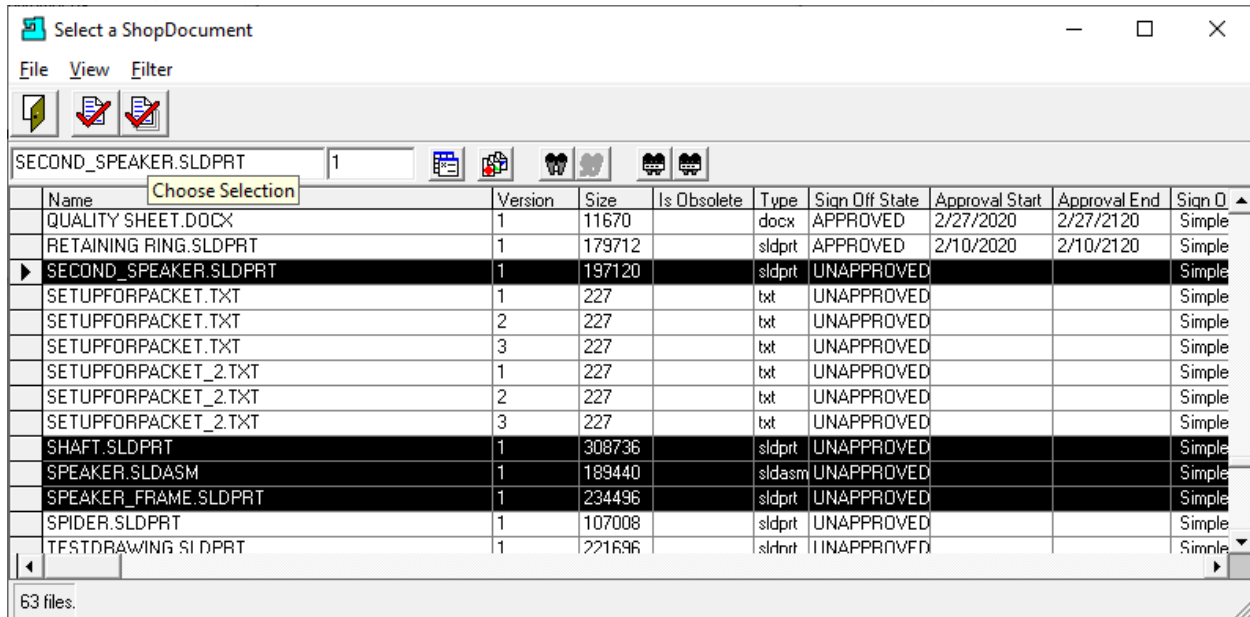 Select a ShopDocument
File View Filter
SECOND_SPEAKER.SLDPRT 1
Choose Selection
Name Version Size Is Obsolete Type Sign Off State Approval Start Approval End Sign O
QUALITY SHEET.DOCX 1 11670 docx APPROVED 2/27/2020 2/27/2120 Simple
RETAINING RING.SLDPRT 1 179712 sldprt APPROVED 2/10/2020 2/10/2120 Simple
SECOND_SPEAKER.SLDPRT 1 197120 sldprt UNAPPROVED Simple
SETUPFORPACKET.TXT 1 227 txt UNAPPROVED Simple
SETUPFORPACKET.TXT 2 227 txt UNAPPROVED Simple
SETUPFORPACKET.TXT 3 227 txt UNAPPROVED Simple
SETUPFORPACKET_2.TXT 1 227 txt UNAPPROVED Simple
SETUPFORPACKET_2.TXT 2 227 txt UNAPPROVED Simple
SETUPFORPACKET_2.TXT 3 227 txt UNAPPROVED Simple
SHAFT.SLDPRT 1 308736 sldprt UNAPPROVED Simple
SPEAKER.SLDASM 1 189440 sldasm UNAPPROVED Simple
SPEAKER_FRAME.SLDPRT 1 234496 sldprt UNAPPROVED Simple
SPIDER.SLDPRT 1 107008 sldprt UNAPPROVED Simple
TESTDRAWING.SLDPRT 1 221696 sldprt UNAPPROVED Simple
63 files.